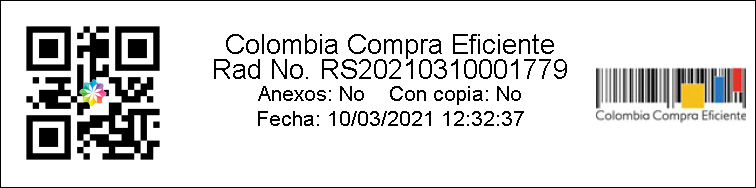 Colombia Compra Eficiente
Rad No. RS20210310001779
Anexos: No Con copia: No
Fecha: 10/03/2021 12:32:37
Colombia Compra Eficiente